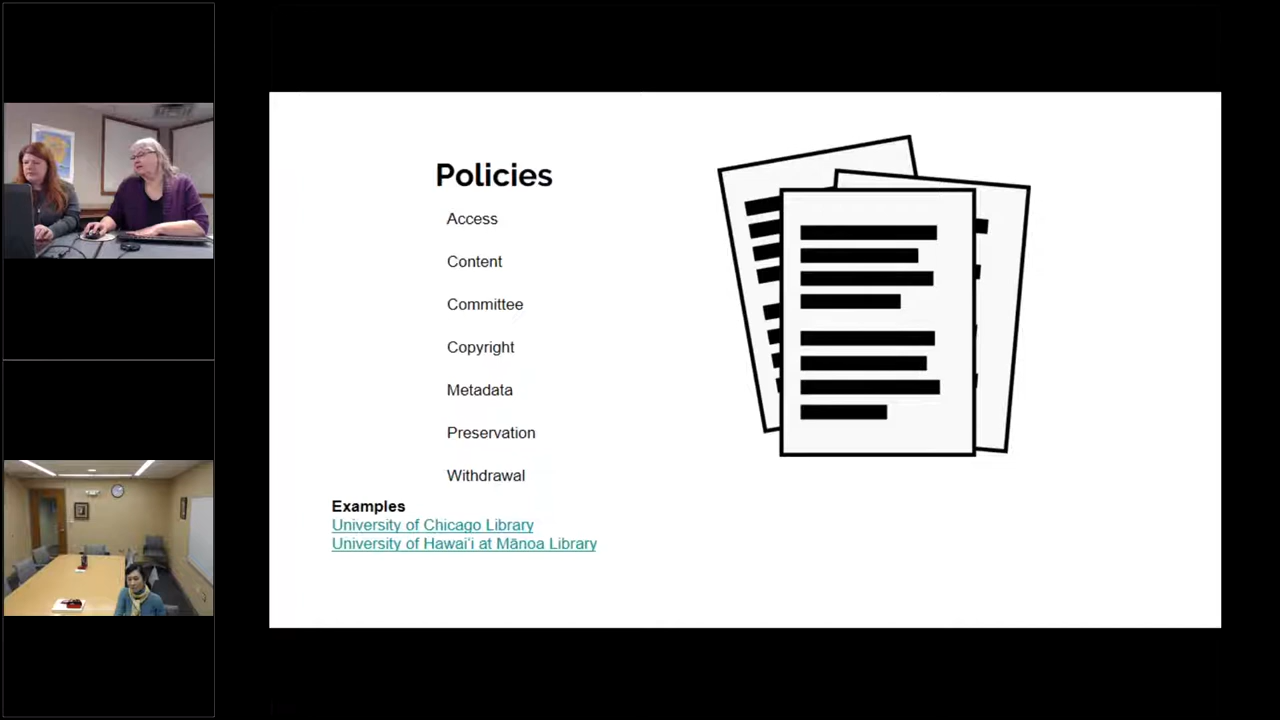 Policies
Access
Content
Committee
Copyright
Metadata
Preservation
Withdrawal
Examples
University of Chicago Library
University of Hawaiʻi at Mānoa Library